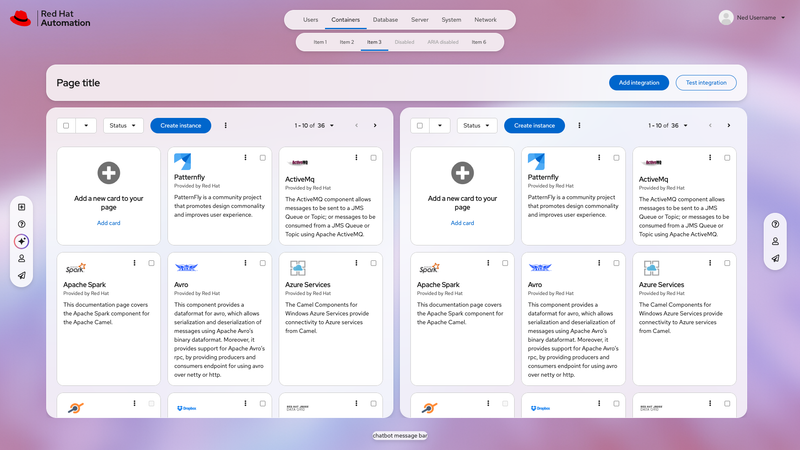 Red Hat
Automation
Users Containers Database Server System Network
Ned Username
Item 1 Item 2 Item 3 Disabled ARIA disabled Item 6
Page title
Add integration Test integration
Status Create instance 1-10 of 36
Add a new card to your
page
Add card
Patternfly
Provided by Red Hat
PatternFly is a community project
that promotes design commonality
and improves user experience.
ActiveMQ
ActiveMq
Provided by Red Hat
The ActiveMQ component allows
messages to be sent to a JMS
Queue or Topic; or messages to be
consumed from a JMS Queue or
Topic using Apache ActiveMQ.
Spark
Apache Spark
Provided by Red Hat
This documentation page covers
the Apache Spark component for
the Apache Camel.
Avro
Provided by Red Hat
This component provides a
dataformat for avro, which allows
serialization and deserialization of
messages using Apache Avro's
binary dataformat. Moreover, it
provides support for Apache Avro's
rpc, by providing producers and
consumers endpoint for using avro
over netty or http.
Azure Services
Provided by Red Hat
The Camel Components for
Windows Azure Services provide
connectivity to Azure services
from Camel.
Dropbox
RED HAT JBOSS
DATA GRID
Status Create instance 1-10 of 36
Add a new card to your
page
Add card
Patternfly
Provided by Red Hat
PatternFly is a community project
that promotes design commonality
and improves user experience.
ActiveMQ
ActiveMq
Provided by Red Hat
The ActiveMQ component allows
messages to be sent to a JMS
Queue or Topic; or messages to be
consumed from a JMS Queue or
Topic using Apache ActiveMQ.
Spark
Apache Spark
Provided by Red Hat
This documentation page covers
the Apache Spark component for
the Apache Camel.
Avro
Provided by Red Hat
This component provides a
dataformat for avro, which allows
serialization and deserialization of
messages using Apache Avro's
binary dataformat. Moreover, it
provides support for Apache Avro's
rpc, by providing producers and
consumers endpoint for using avro
over netty or http.
Azure Services
Provided by Red Hat
The Camel Components for
Windows Azure Services provide
connectivity to Azure services
from Camel.
Dropbox
RED HAT JBOSS
DATA GRID
chatbot message bar